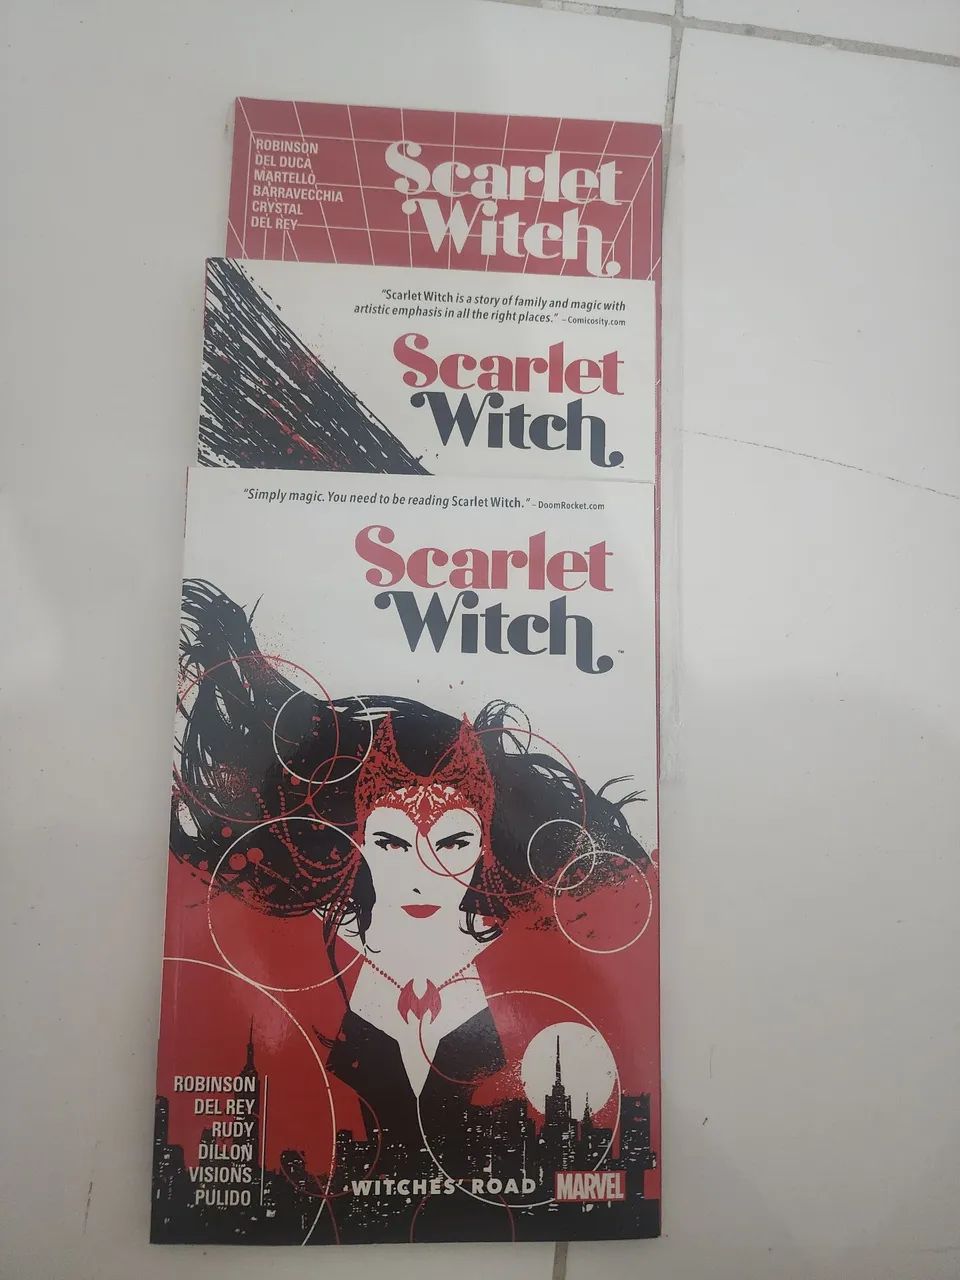 ROBINSON
DEL DUCA
MARTELLO
BARRAVECCHIA
CRYSTAL
DEL REY
Scarlet
Witch
"Scarlet Witch is a story of family and magic with
artistic emphasis in all the right places." – Comicosity.com
Scarlet
Witch
"Simply magic. You need to be reading Scarlet Witch." – DoomRocket.com
Scarlet
Witch™
ROBINSON
DEL REY
RUDY
DILLON
VISIONS
PULIDO
WITCHES' ROAD
MARVEL